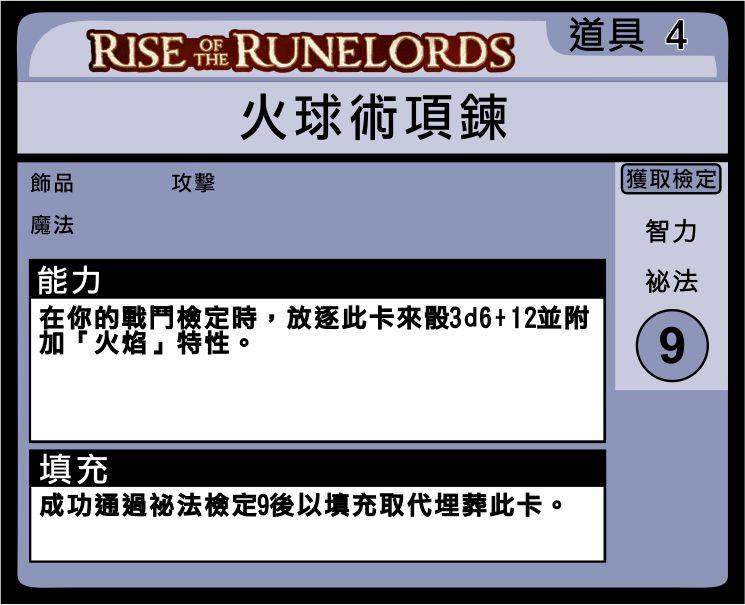 RISE OF THE RUNELORDS
道具 4
火球術項鍊
飾品 攻擊
魔法
獲取檢定
智力
祕法
9
能力
在你的戰鬥檢定時，放逐此卡來骰3d6+12並附
加「火焰」特性。
填充
成功通過祕法檢定9後以填充取代埋葬此卡。